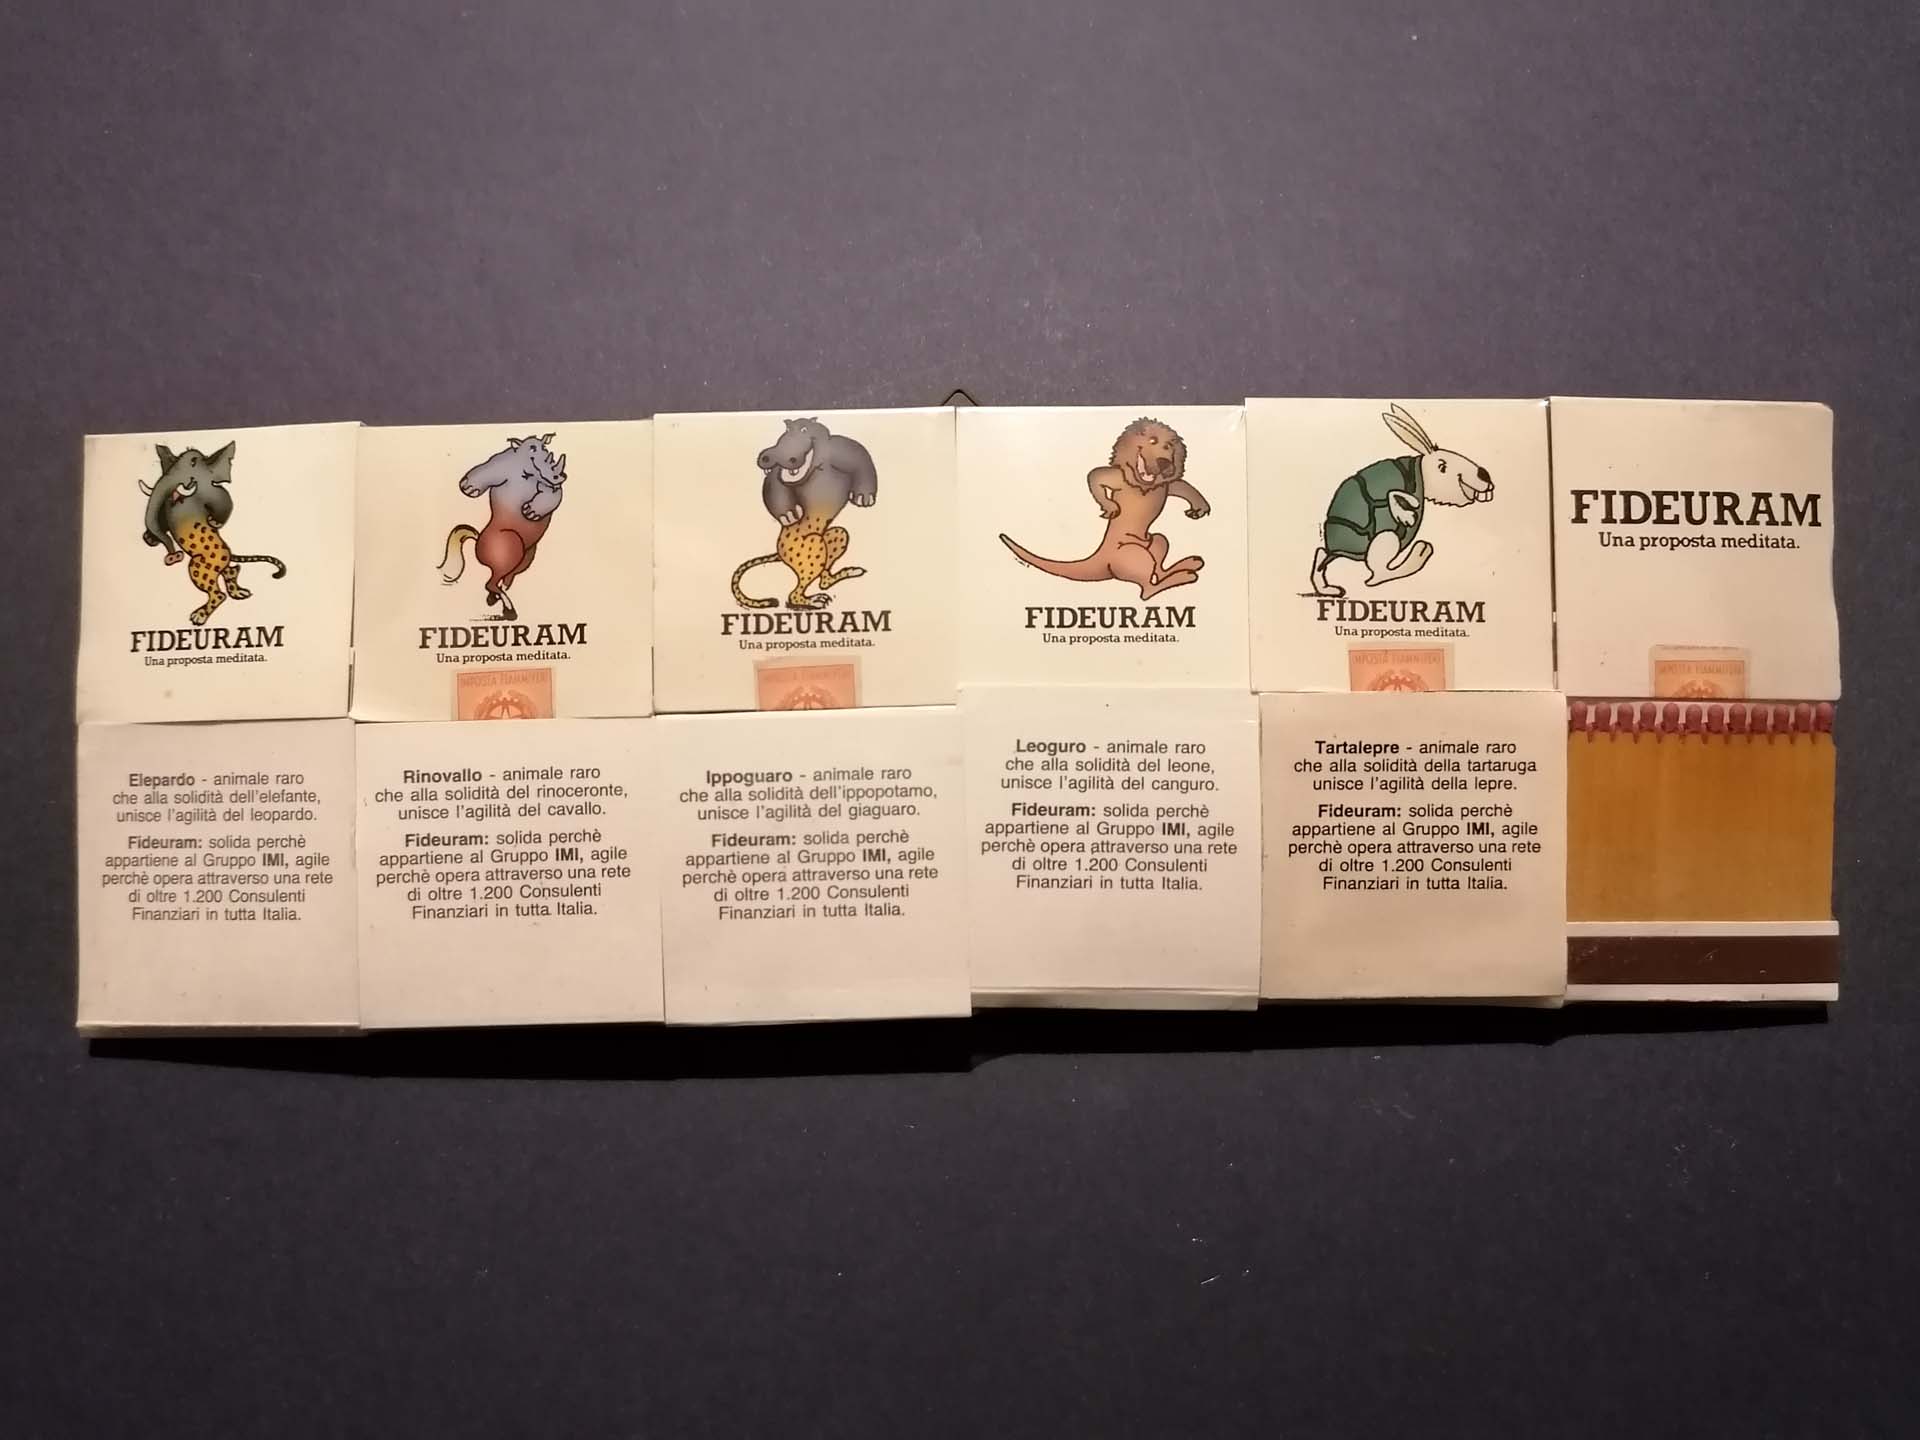 FIDEURAM
Una proposta meditata.
FIDEURAM
Una proposta meditata.
IMPOSTA FIAMMIFERI
FIDEURAM
Una proposta meditata.
IMPOSTA FIAMMIFERI
FIDEURAM
Una proposta meditata.
FIDEURAM
Una proposta meditata.
IMPOSTA FIAMMIFERI
FIDEURAM
Una proposta meditata.
IMPOSTA FIAMMIFERI
Elepardo - animale raro
che alla solidità dell'elefante,
unisce l'agilità del leopardo.
Fideuram: solida perchè
appartiene al Gruppo IMI, agile
perchè opera attraverso una rete
di oltre 1.200 Consulenti
Finanziari in tutta Italia.
Rinovallo - animale raro
che alla solidità del rinoceronte,
unisce l'agilità del cavallo.
Fideuram: solida perchè
appartiene al Gruppo IMI, agile
perchè opera attraverso una rete
di oltre 1.200 Consulenti
Finanziari in tutta Italia.
Ippoguaro - animale raro
che alla solidità dell'ippopotamo,
unisce l'agilità del giaguaro.
Fideuram: solida perchè
appartiene al Gruppo IMI, agile
perchè opera attraverso una rete
di oltre 1.200 Consulenti
Finanziari in tutta Italia.
Leoguro - animale raro
che alla solidità del leone,
unisce l'agilità del canguro.
Fideuram: solida perchè
appartiene al Gruppo IMI, agile
perchè opera attraverso una rete
di oltre 1.200 Consulenti
Finanziari in tutta Italia.
Tartalepre - animale raro
che alla solidità della tartaruga
unisce l'agilità della lepre.
Fideuram: solida perchè
appartiene al Gruppo IMI, agile
perchè opera attraverso una rete
di oltre 1.200 Consulenti
Finanziari in tutta Italia.